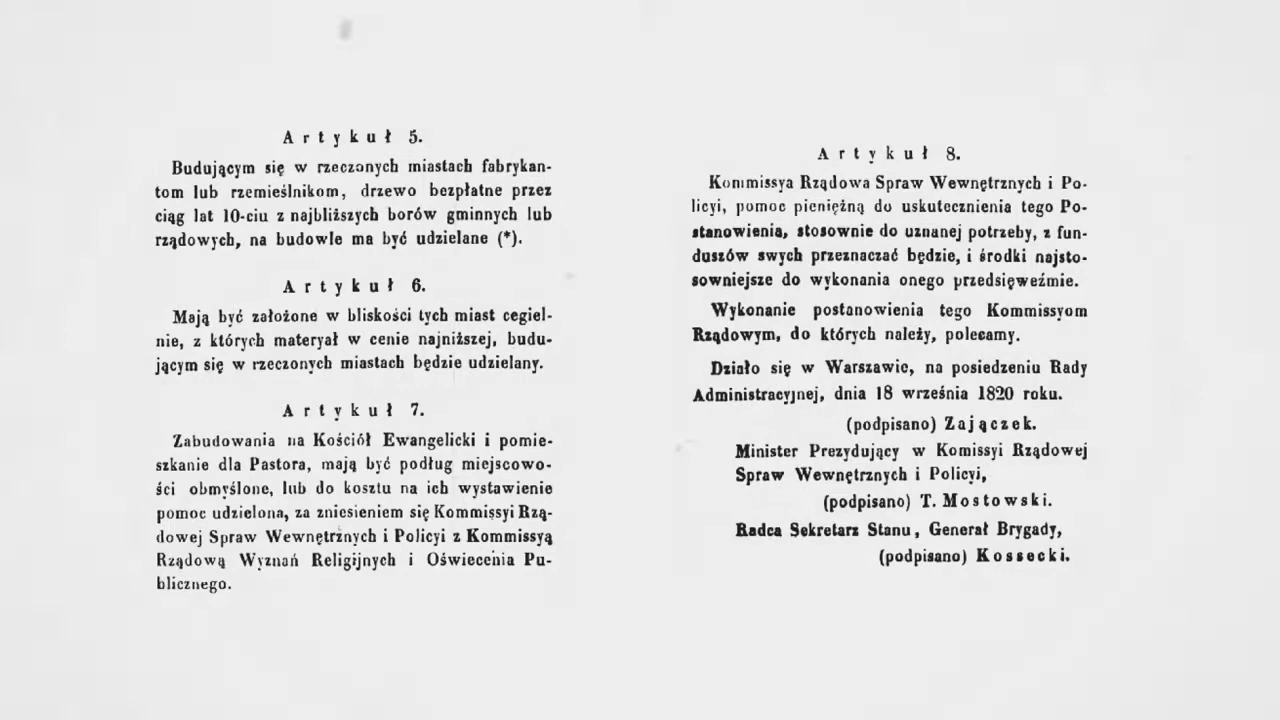 Artykuł 5.
Budującym się w rzeczonych miastach fabrykan-
tom lub rzemieślnikom, drzewo bezpłatne przez
ciąg lat 10-ciu z najbliższych borów gminnych lub
rządowych, na budowle ma być udzielane (*).
Artykuł 6.
Mają być założone w bliskości tych miast cegiel-
nie, z których materyał w cenie najniższej, budu-
jącym się w rzeczonych miastach będzie udzielany.
Artykuł 7.
Zabudowania na Kościół Ewangelicki i pomie-
szkanie dla Pastora, mają być podług miejscowo-
ści obmyślone, lub do kosztu na ich wystawienie
pomoc udzielona, za zniesieniem się Kommissyi Rzą-
dowej Spraw Wewnętrznych i Policyi z Kommissyą
Rządową Wyznań Religijnych i Oświecenia Pu-
blicznego.
Artykuł 8.
Kommissya Rządowa Spraw Wewnętrznych i Po-
licyi, pomoc pieniężną do uskutecznienia tego Po-
stanowienia, stosownie do uznanej potrzeby, z fun-
duszów swych przeznaczać będzie, i środki najsto-
sowniejsze do wykonania onego przedsięweźmie.
Wykonanie postanowienia tego Kommissyom
Rządowym, do których należy, polecamy.
Działo się w Warszawie, na posiedzeniu Rady
Administracyjnej, dnia 18 września 1820 roku.
(podpisano) Zajączek.
Minister Prezydujący w Komissyi Rządowej
Spraw Wewnętrznych i Policyi,
(podpisano) T. Mostowski.
Radca Sekretarz Stanu, Generał Brygady,
(podpisano) Kossecki.